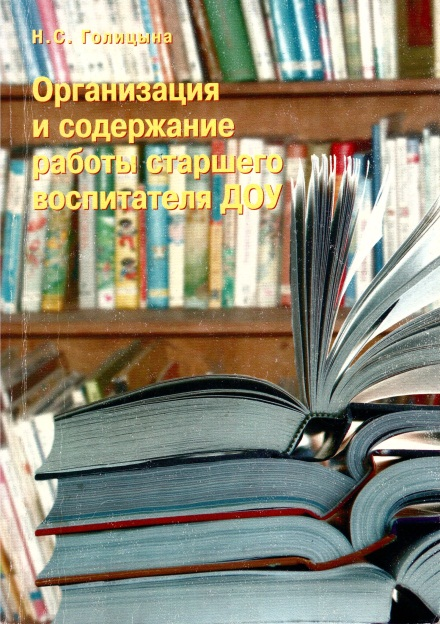 Н.С. Голицына
Организация
и содержание
работы старшего
воспитателя ДОУ